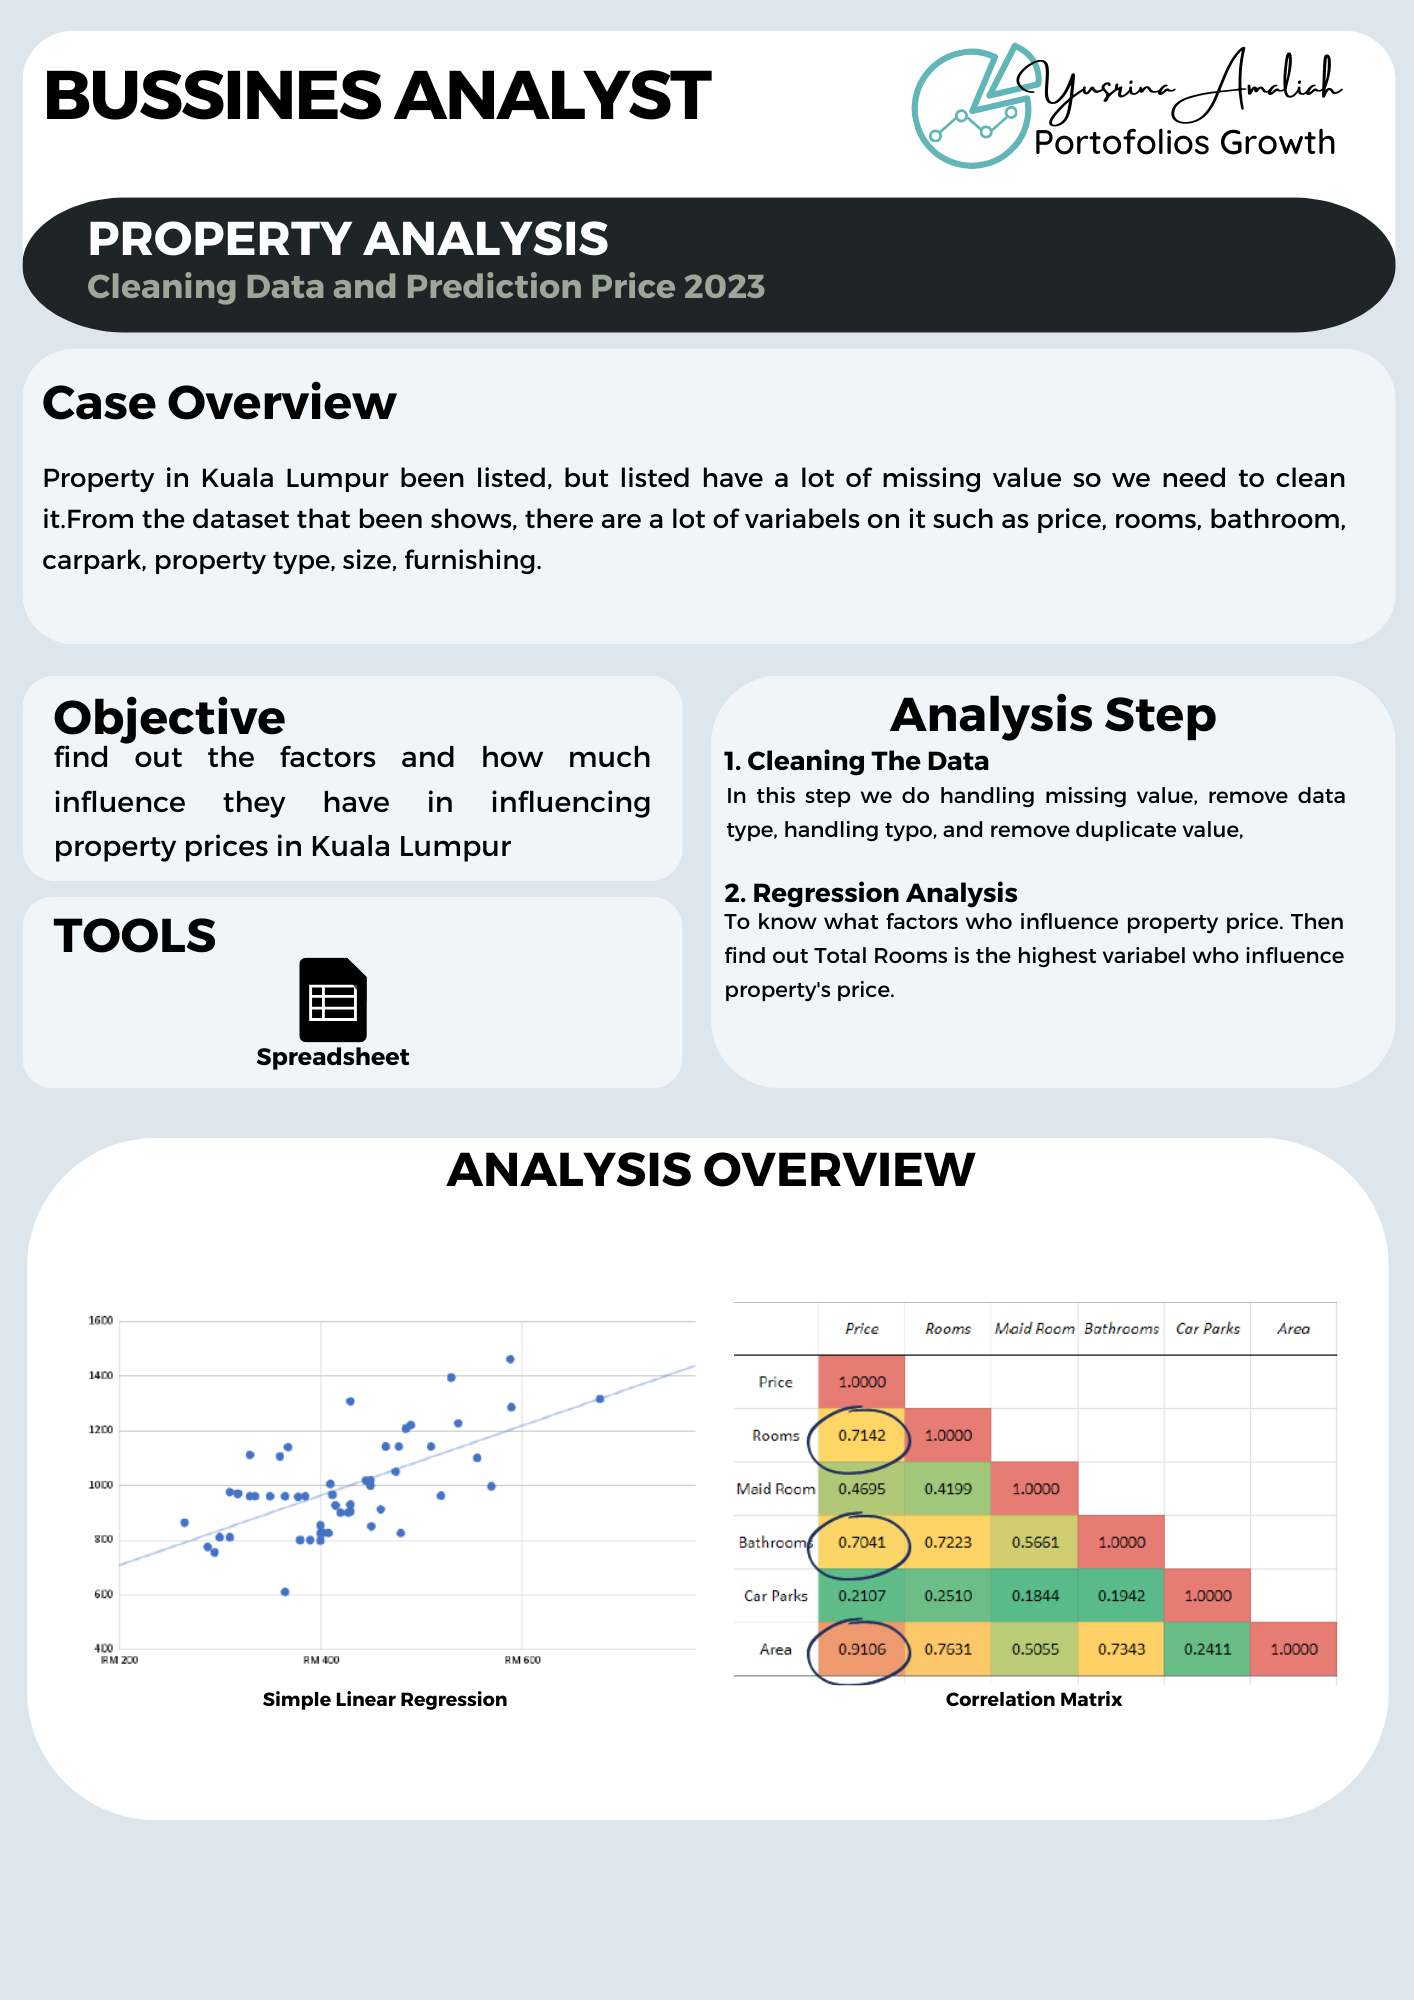 BUSSINES ANALYST
Yusrina Amaliah
Portofolios Growth
PROPERTY ANALYSIS
Cleaning Data and Prediction Price 2023
Case Overview
Property in Kuala Lumpur been listed, but listed have a lot of missing value so we need to clean
it.From the dataset that been shows, there are a lot of variabels on it such as price, rooms, bathroom,
carpark, property type, size, furnishing.
Objective
find out the factors and how much
influence they have in influencing
property prices in Kuala Lumpur
TOOLS
Spreadsheet
Analysis Step
1. Cleaning The Data
In this step we do handling missing value, remove data
type, handling typo, and remove duplicate value,
2. Regression Analysis
To know what factors who influence property price. Then
find out Total Rooms is the highest variabel who influence
property's price.
ANALYSIS OVERVIEW
1600
1400
1200
1000
800
600
400
RM 200 RM 400 RM 600
Simple Linear Regression
Price Rooms Maid Room Bathrooms Car Parks Area
Price 1.0000
Rooms 0.7142 1.0000
Maid Room 0.4695 0.4199 1.0000
Bathrooms 0.7041 0.7223 0.5661 1.0000
Car Parks 0.2107 0.2510 0.1844 0.1942 1.0000
Area 0.9106 0.7631 0.5055 0.7343 0.2411 1.0000
Correlation Matrix